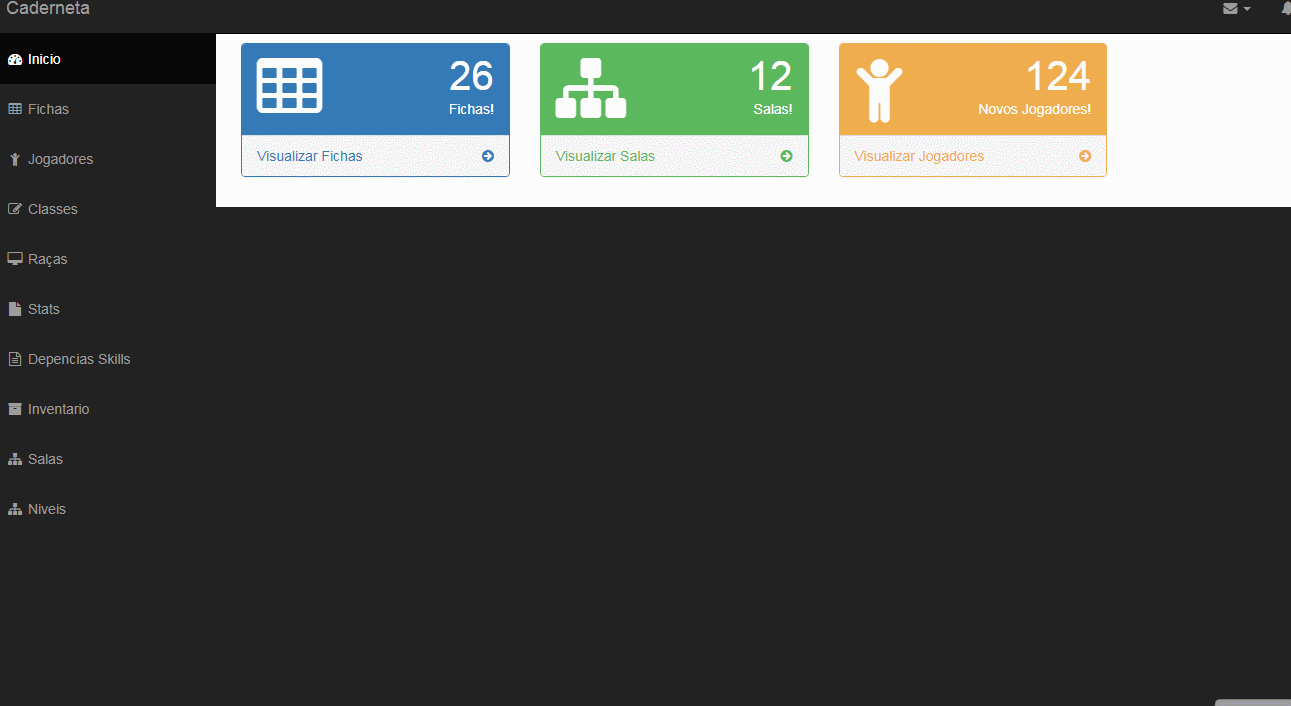 Caderneta
Inicio
Fichas
Jogadores
Classes
Raças
Stats
Depencias Skills
Inventario
Salas
Niveis
26
Fichas!
Visualizar Fichas
12
Salas!
Visualizar Salas
124
Novos Jogadores!
Visualizar Jogadores